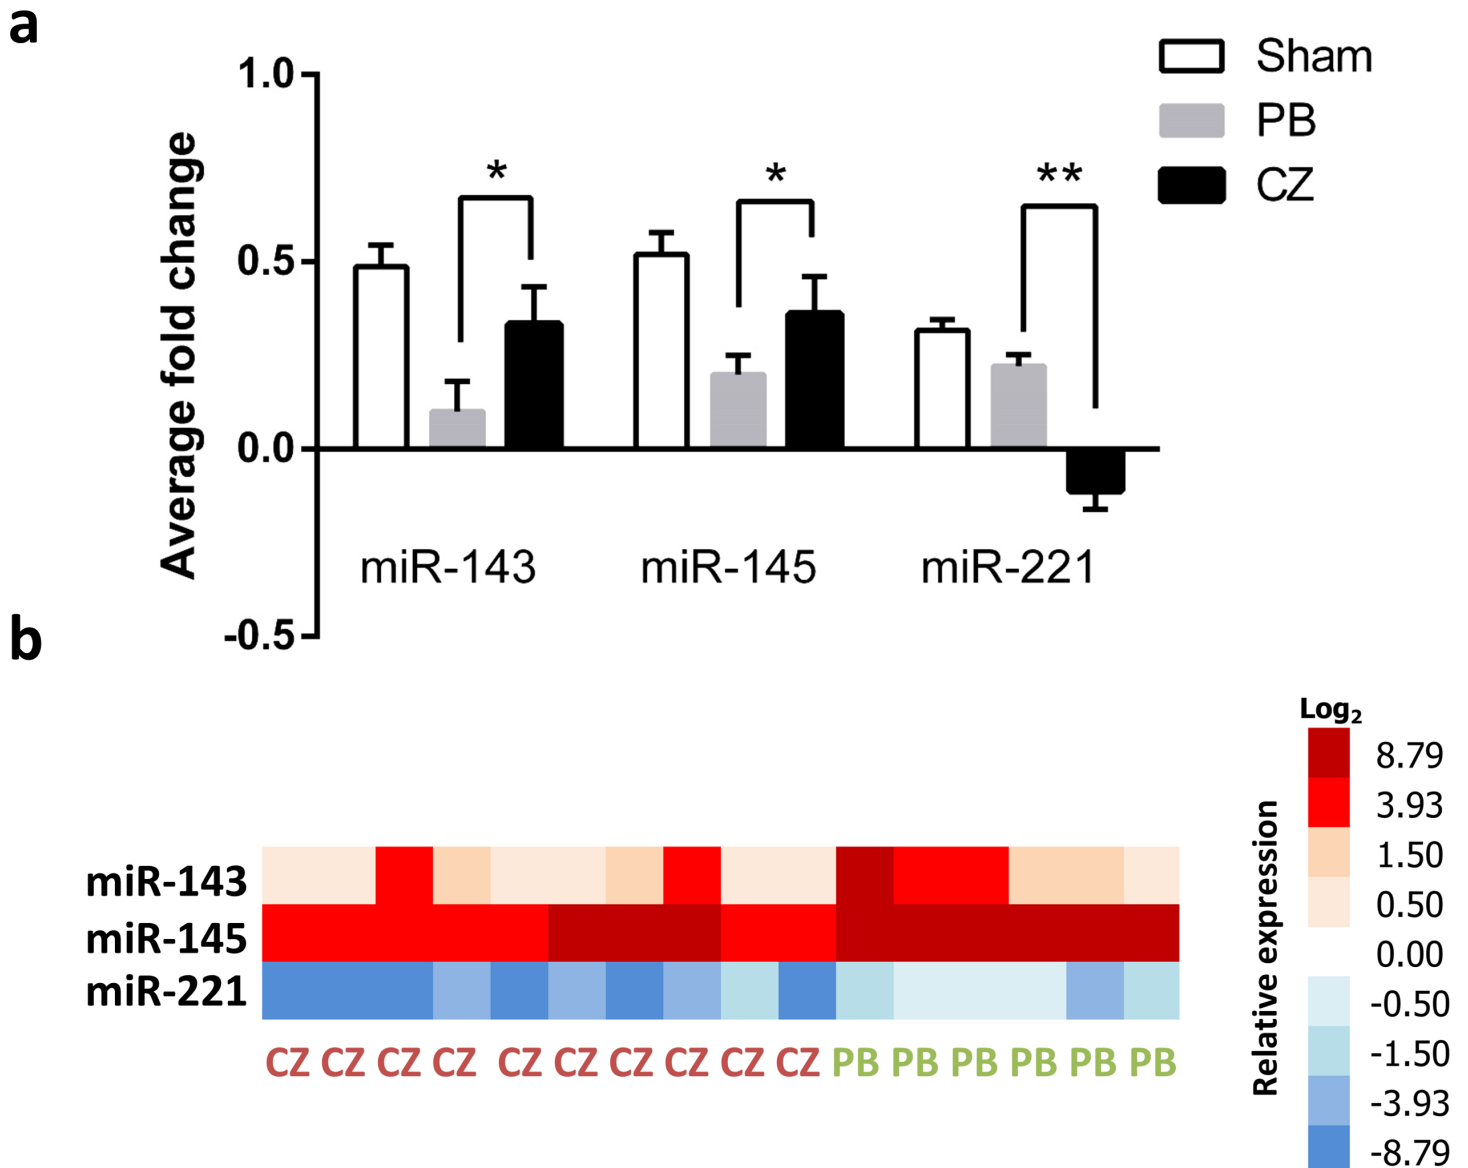 a
Sham
PB
CZ
1.0
0.5
0.0
-0.5
Average fold change
*
*
**
miR-143
miR-145
miR-221
b
Log2
8.79
3.93
1.50
0.50
0.00
-0.50
-1.50
-3.93
-8.79
Relative expression
miR-143
miR-145
miR-221
CZ CZ CZ CZ CZ CZ CZ CZ CZ CZ PB PB PB PB PB PB